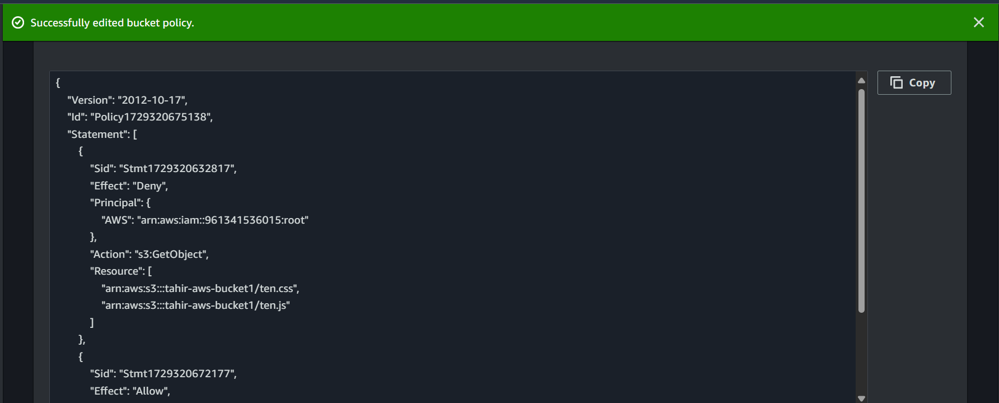 Successfully edited bucket policy.
Copy
{
"Version": "2012-10-17",
"Id": "Policy1729320675138",
"Statement": [
{
"Sid": "Stmt1729320632817",
"Effect": "Deny",
"Principal": {
"AWS": "arn:aws:iam::961341536015:root"
},
"Action": "s3:GetObject",
"Resource": [
"arn:aws:s3:::tahir-aws-bucket1/ten.css",
"arn:aws:s3:::tahir-aws-bucket1/ten.js"
]
},
{
"Sid": "Stmt1729320672177",
"Effect": "Allow",